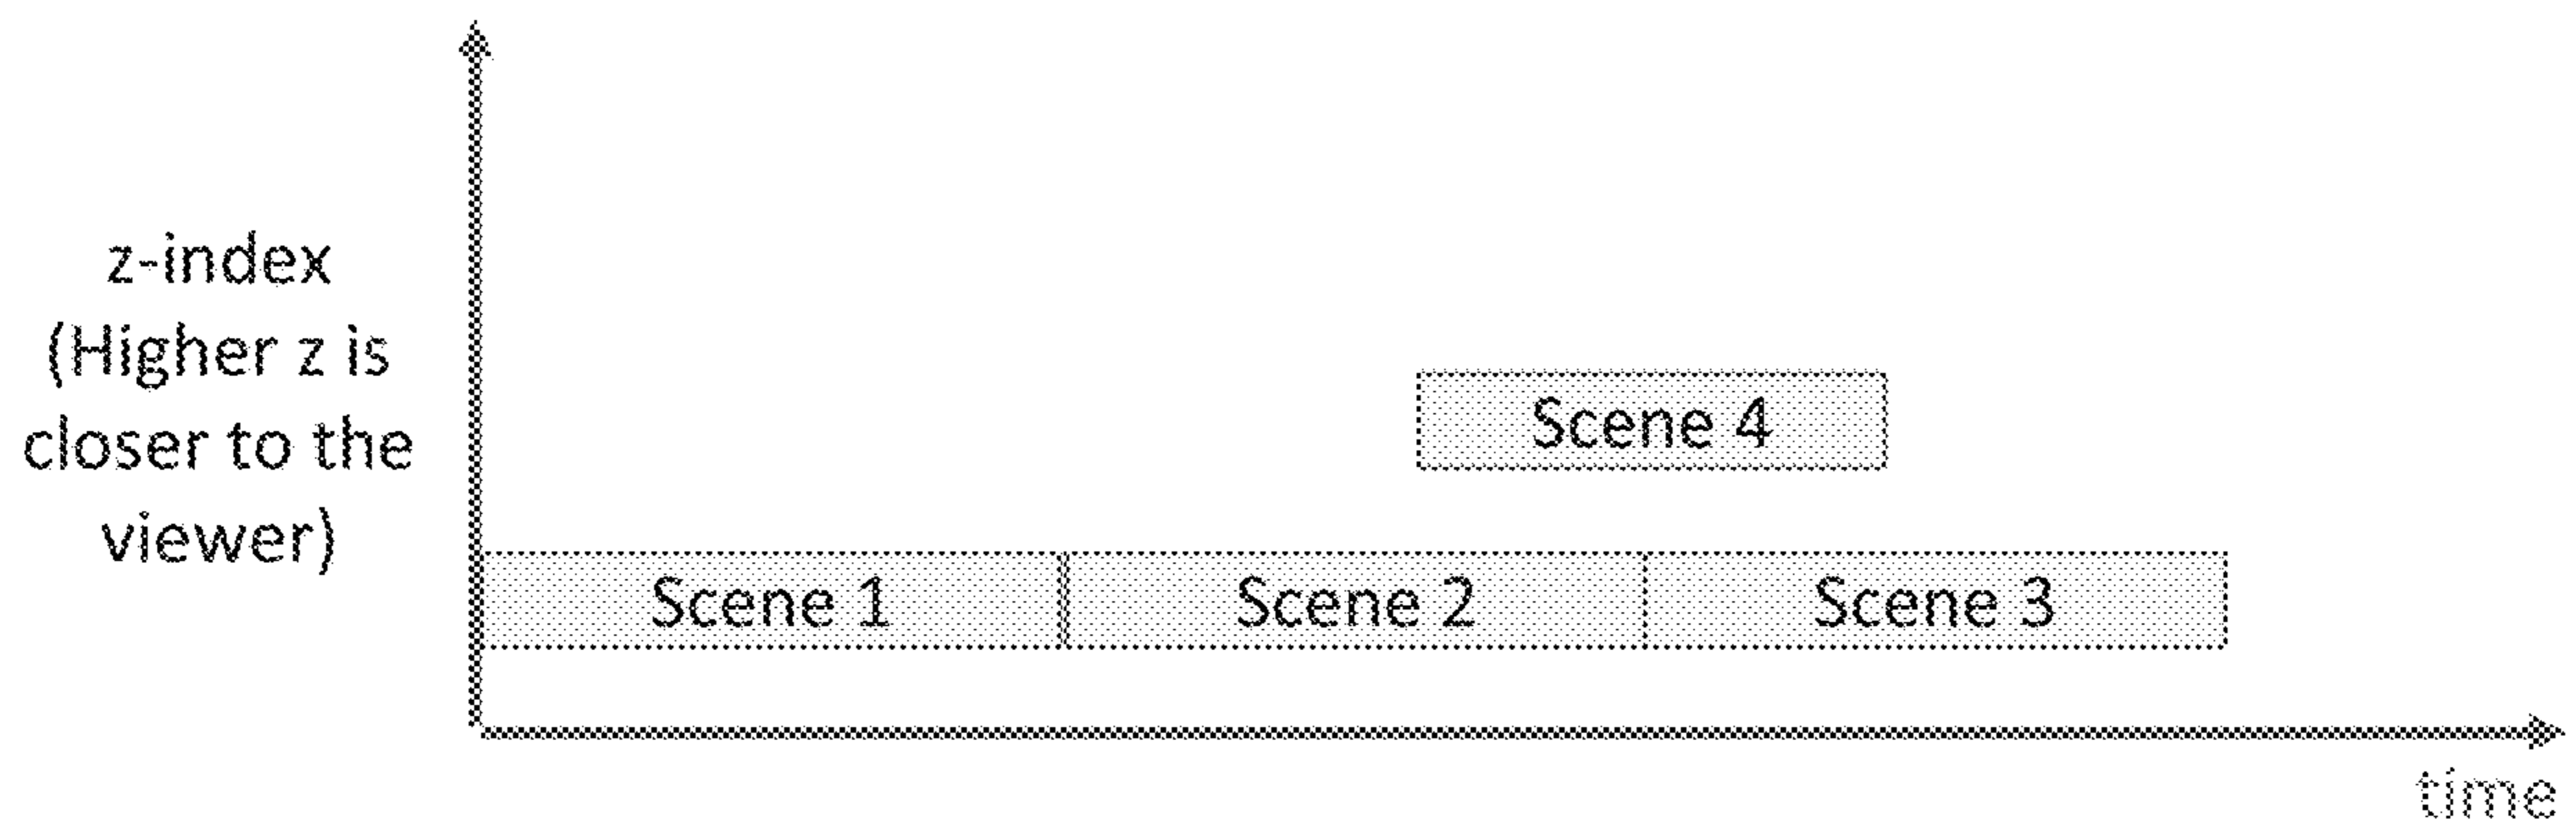 z-index
(Higher z is
closer to the
viewer)
Scene 4
Scene 1
Scene 2
Scene 3
time